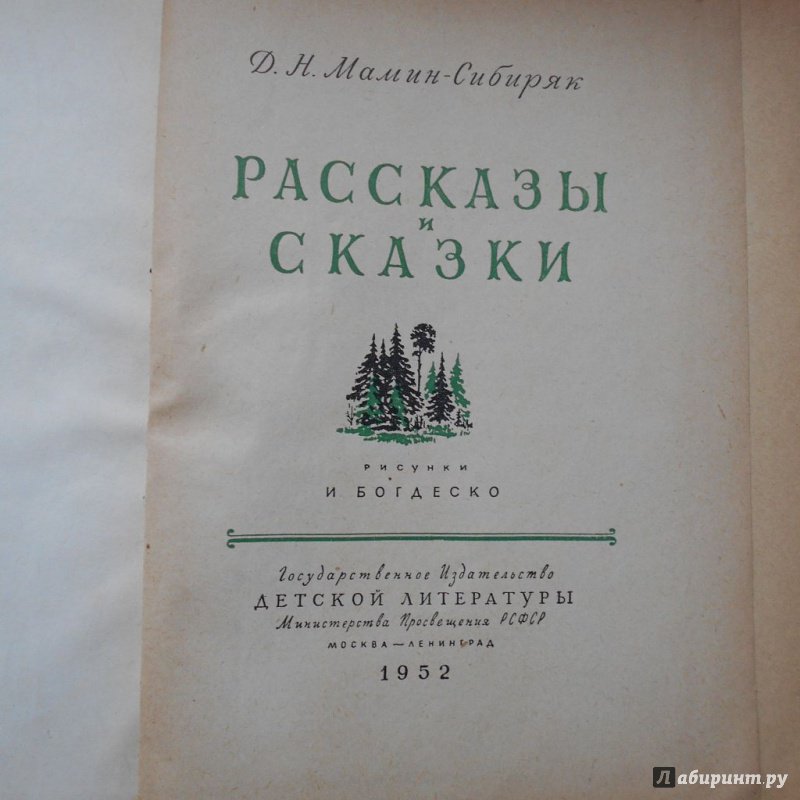 Д. Н. Мамин-Сибиряк
РАССКАЗЫ
И
СКАЗКИ
РИСУНКИ
И. БОГДЕСКО
Государственное Издательство
ДЕТСКОЙ ЛИТЕРАТУРЫ
Министерства Просвещения РСФСР
МОСКВА — ЛЕНИНГРАД
1952
Лабиринт.ру